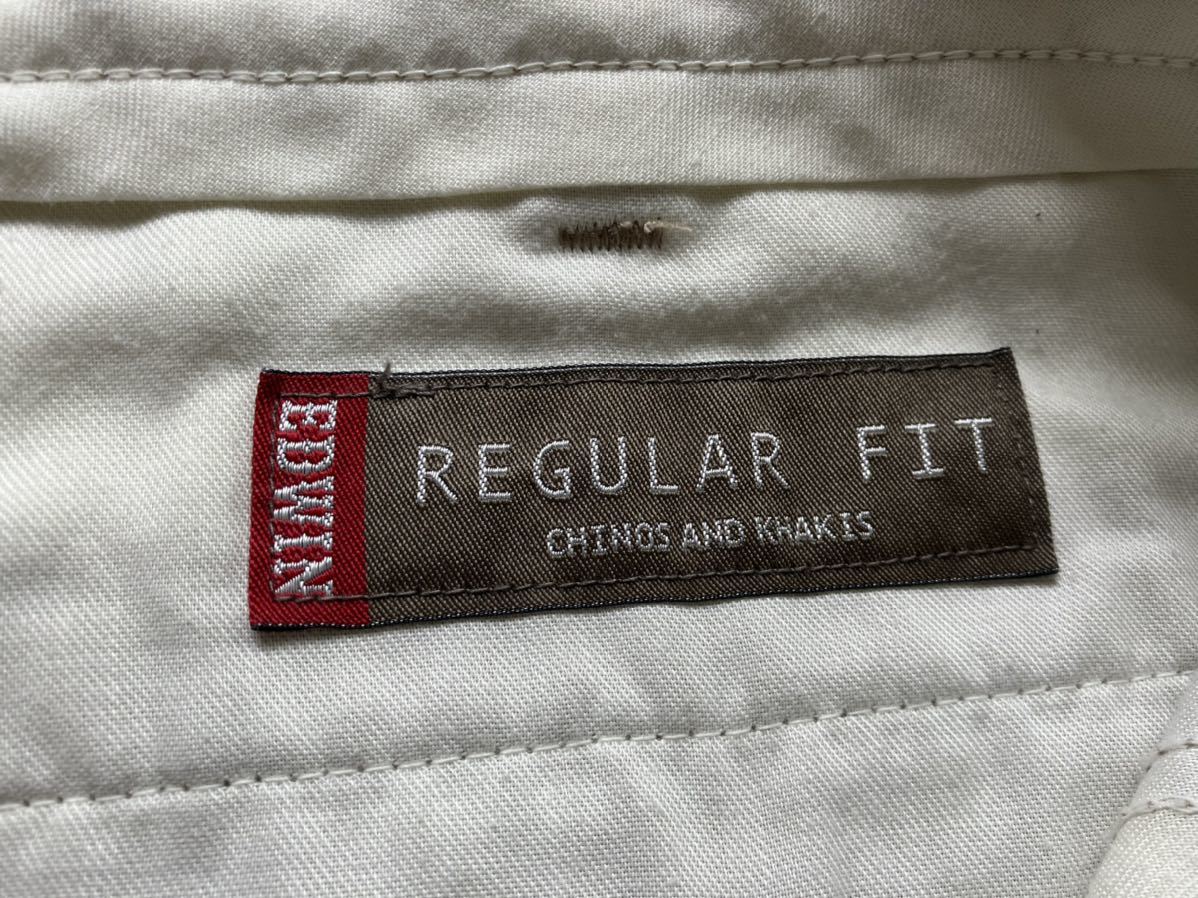 EDWIN
REGULAR FIT
CHINOS AND KHAKIS